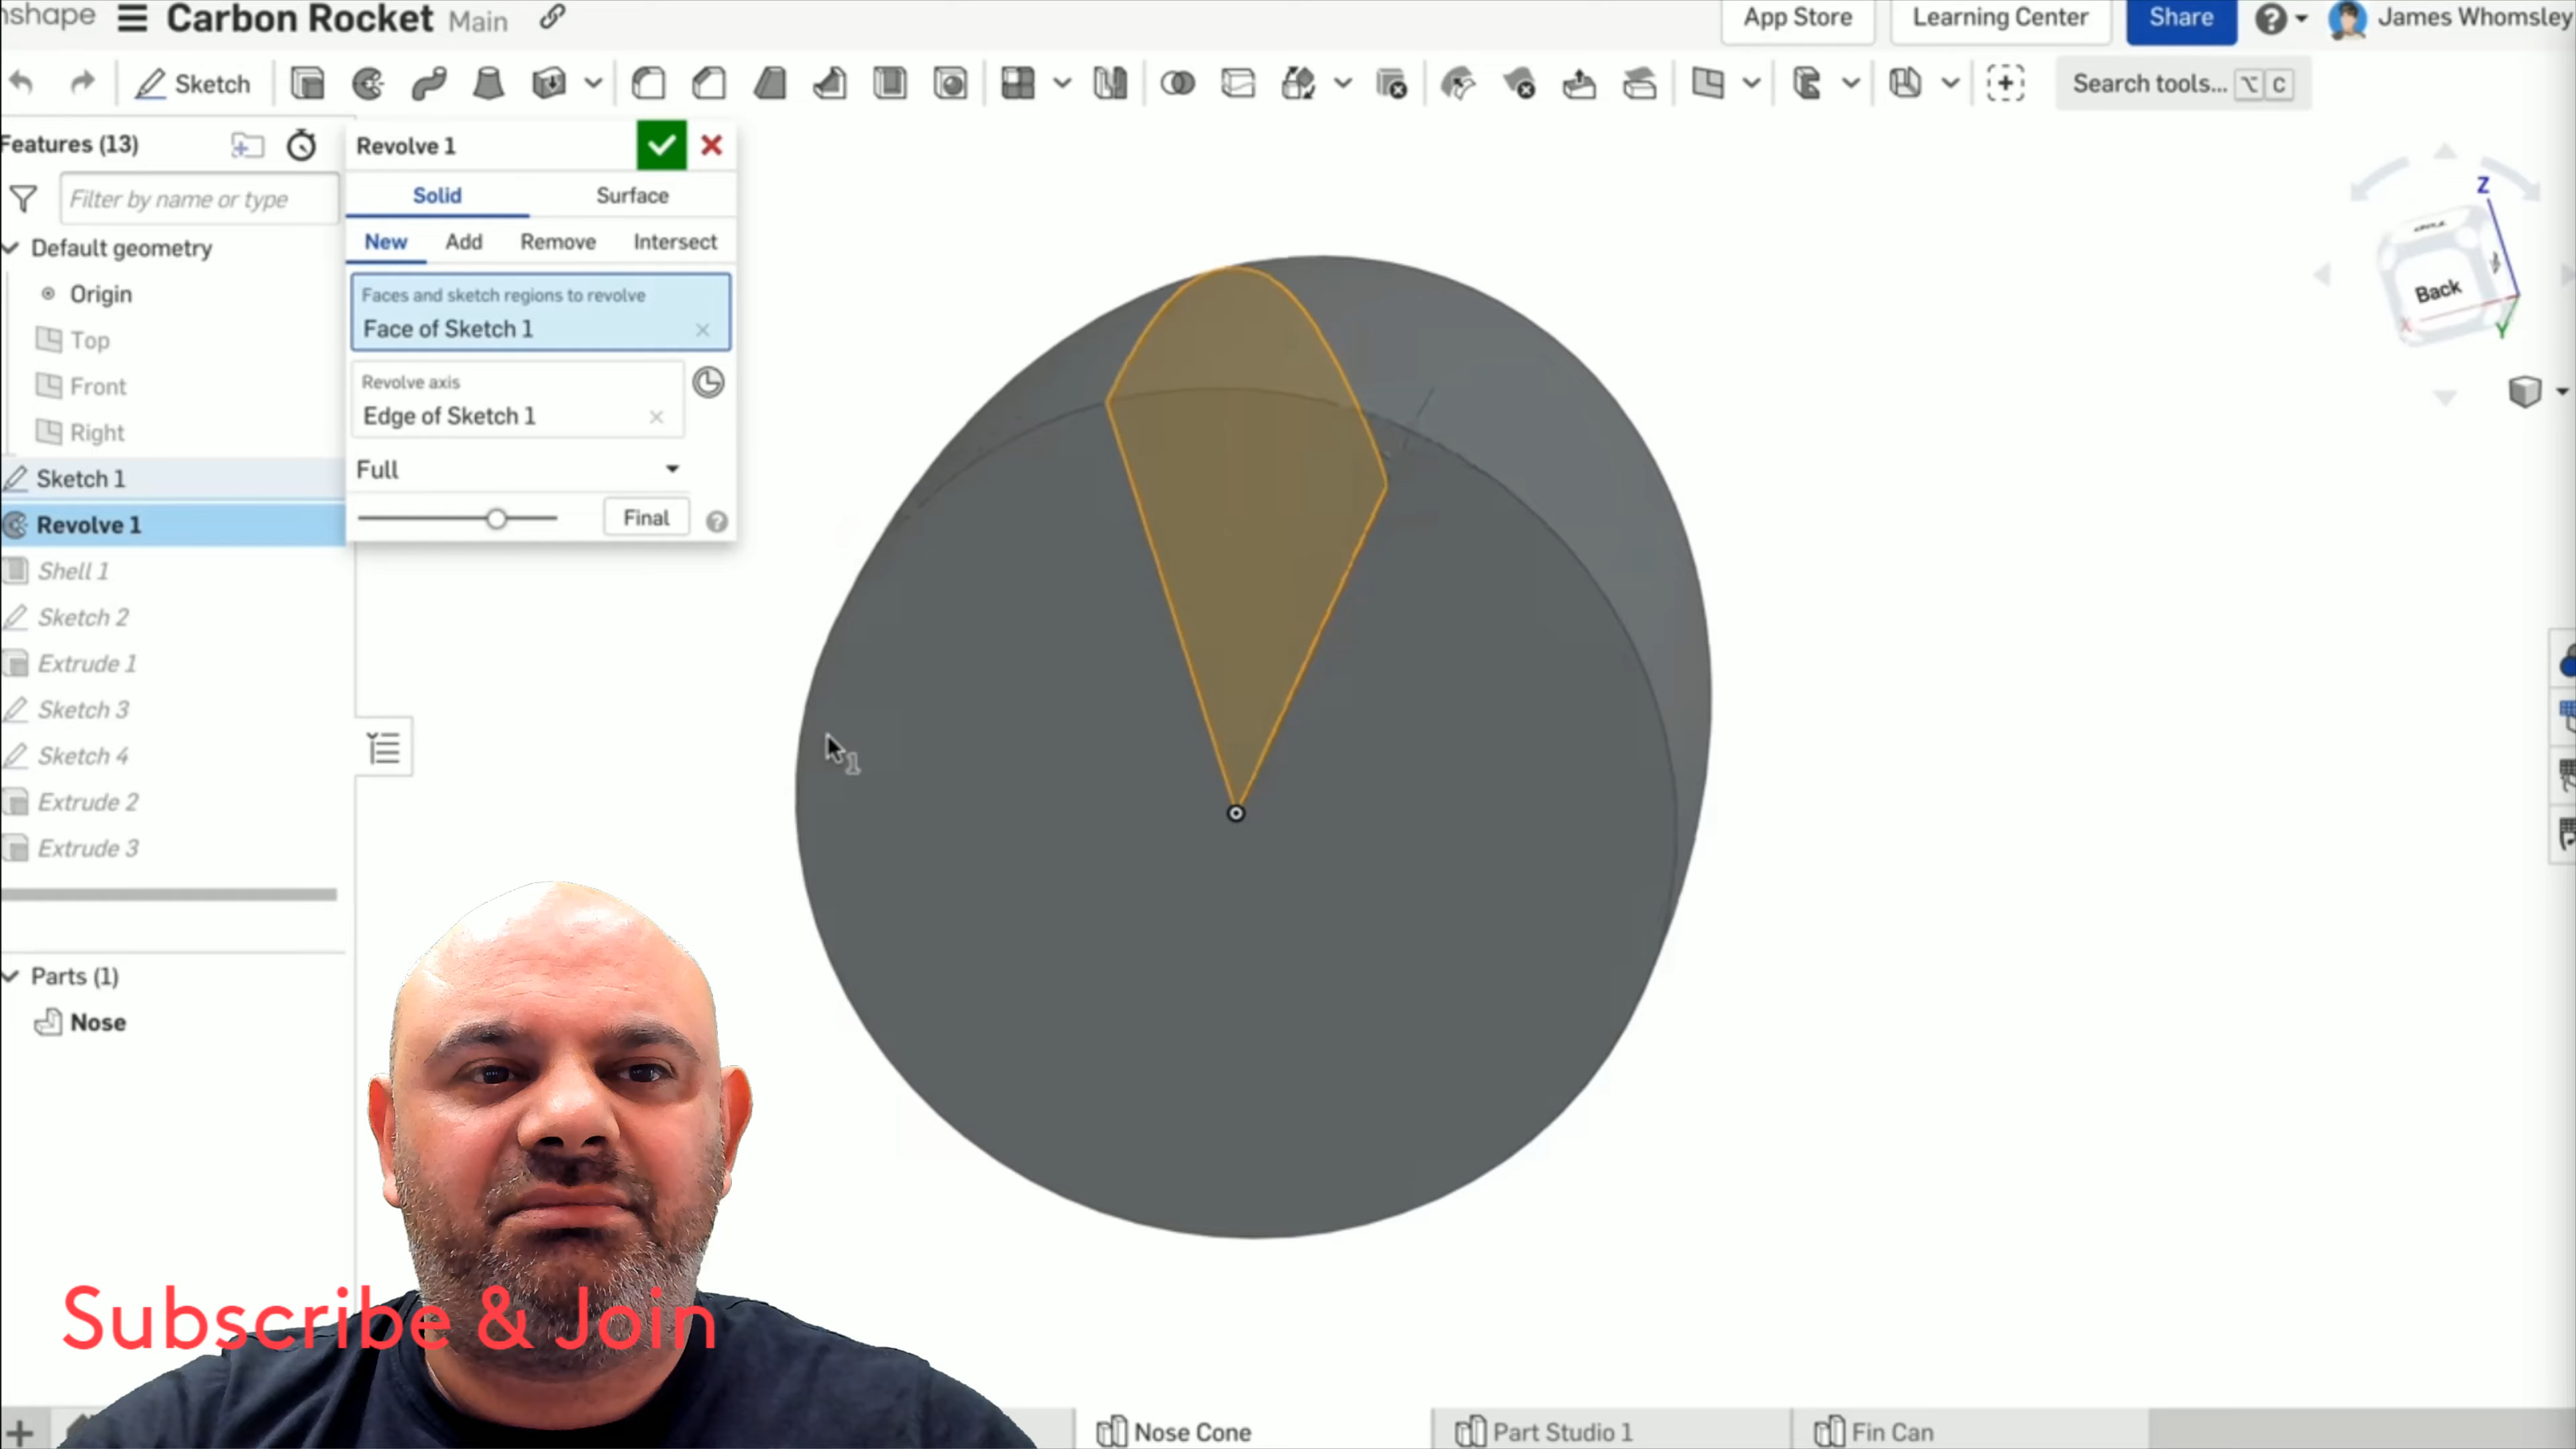 nshape Carbon Rocket Main App Store Learning Center Share James Whomsley
Sketch Search tools... ⌥ C
Features (13)
Filter by name or type
Default geometry
Origin
Top
Front
Right
Sketch 1
Revolve 1
Shell 1
Sketch 2
Extrude 1
Sketch 3
Sketch 4
Extrude 2
Extrude 3
Parts (1)
Nose
Revolve 1
Solid Surface
New Add Remove Intersect
Faces and sketch regions to revolve
Face of Sketch 1
Revolve axis
Edge of Sketch 1
Full
Final
1
Z
Back
X
Y
Subscribe & Join
Nose Cone Part Studio 1 Fin Can